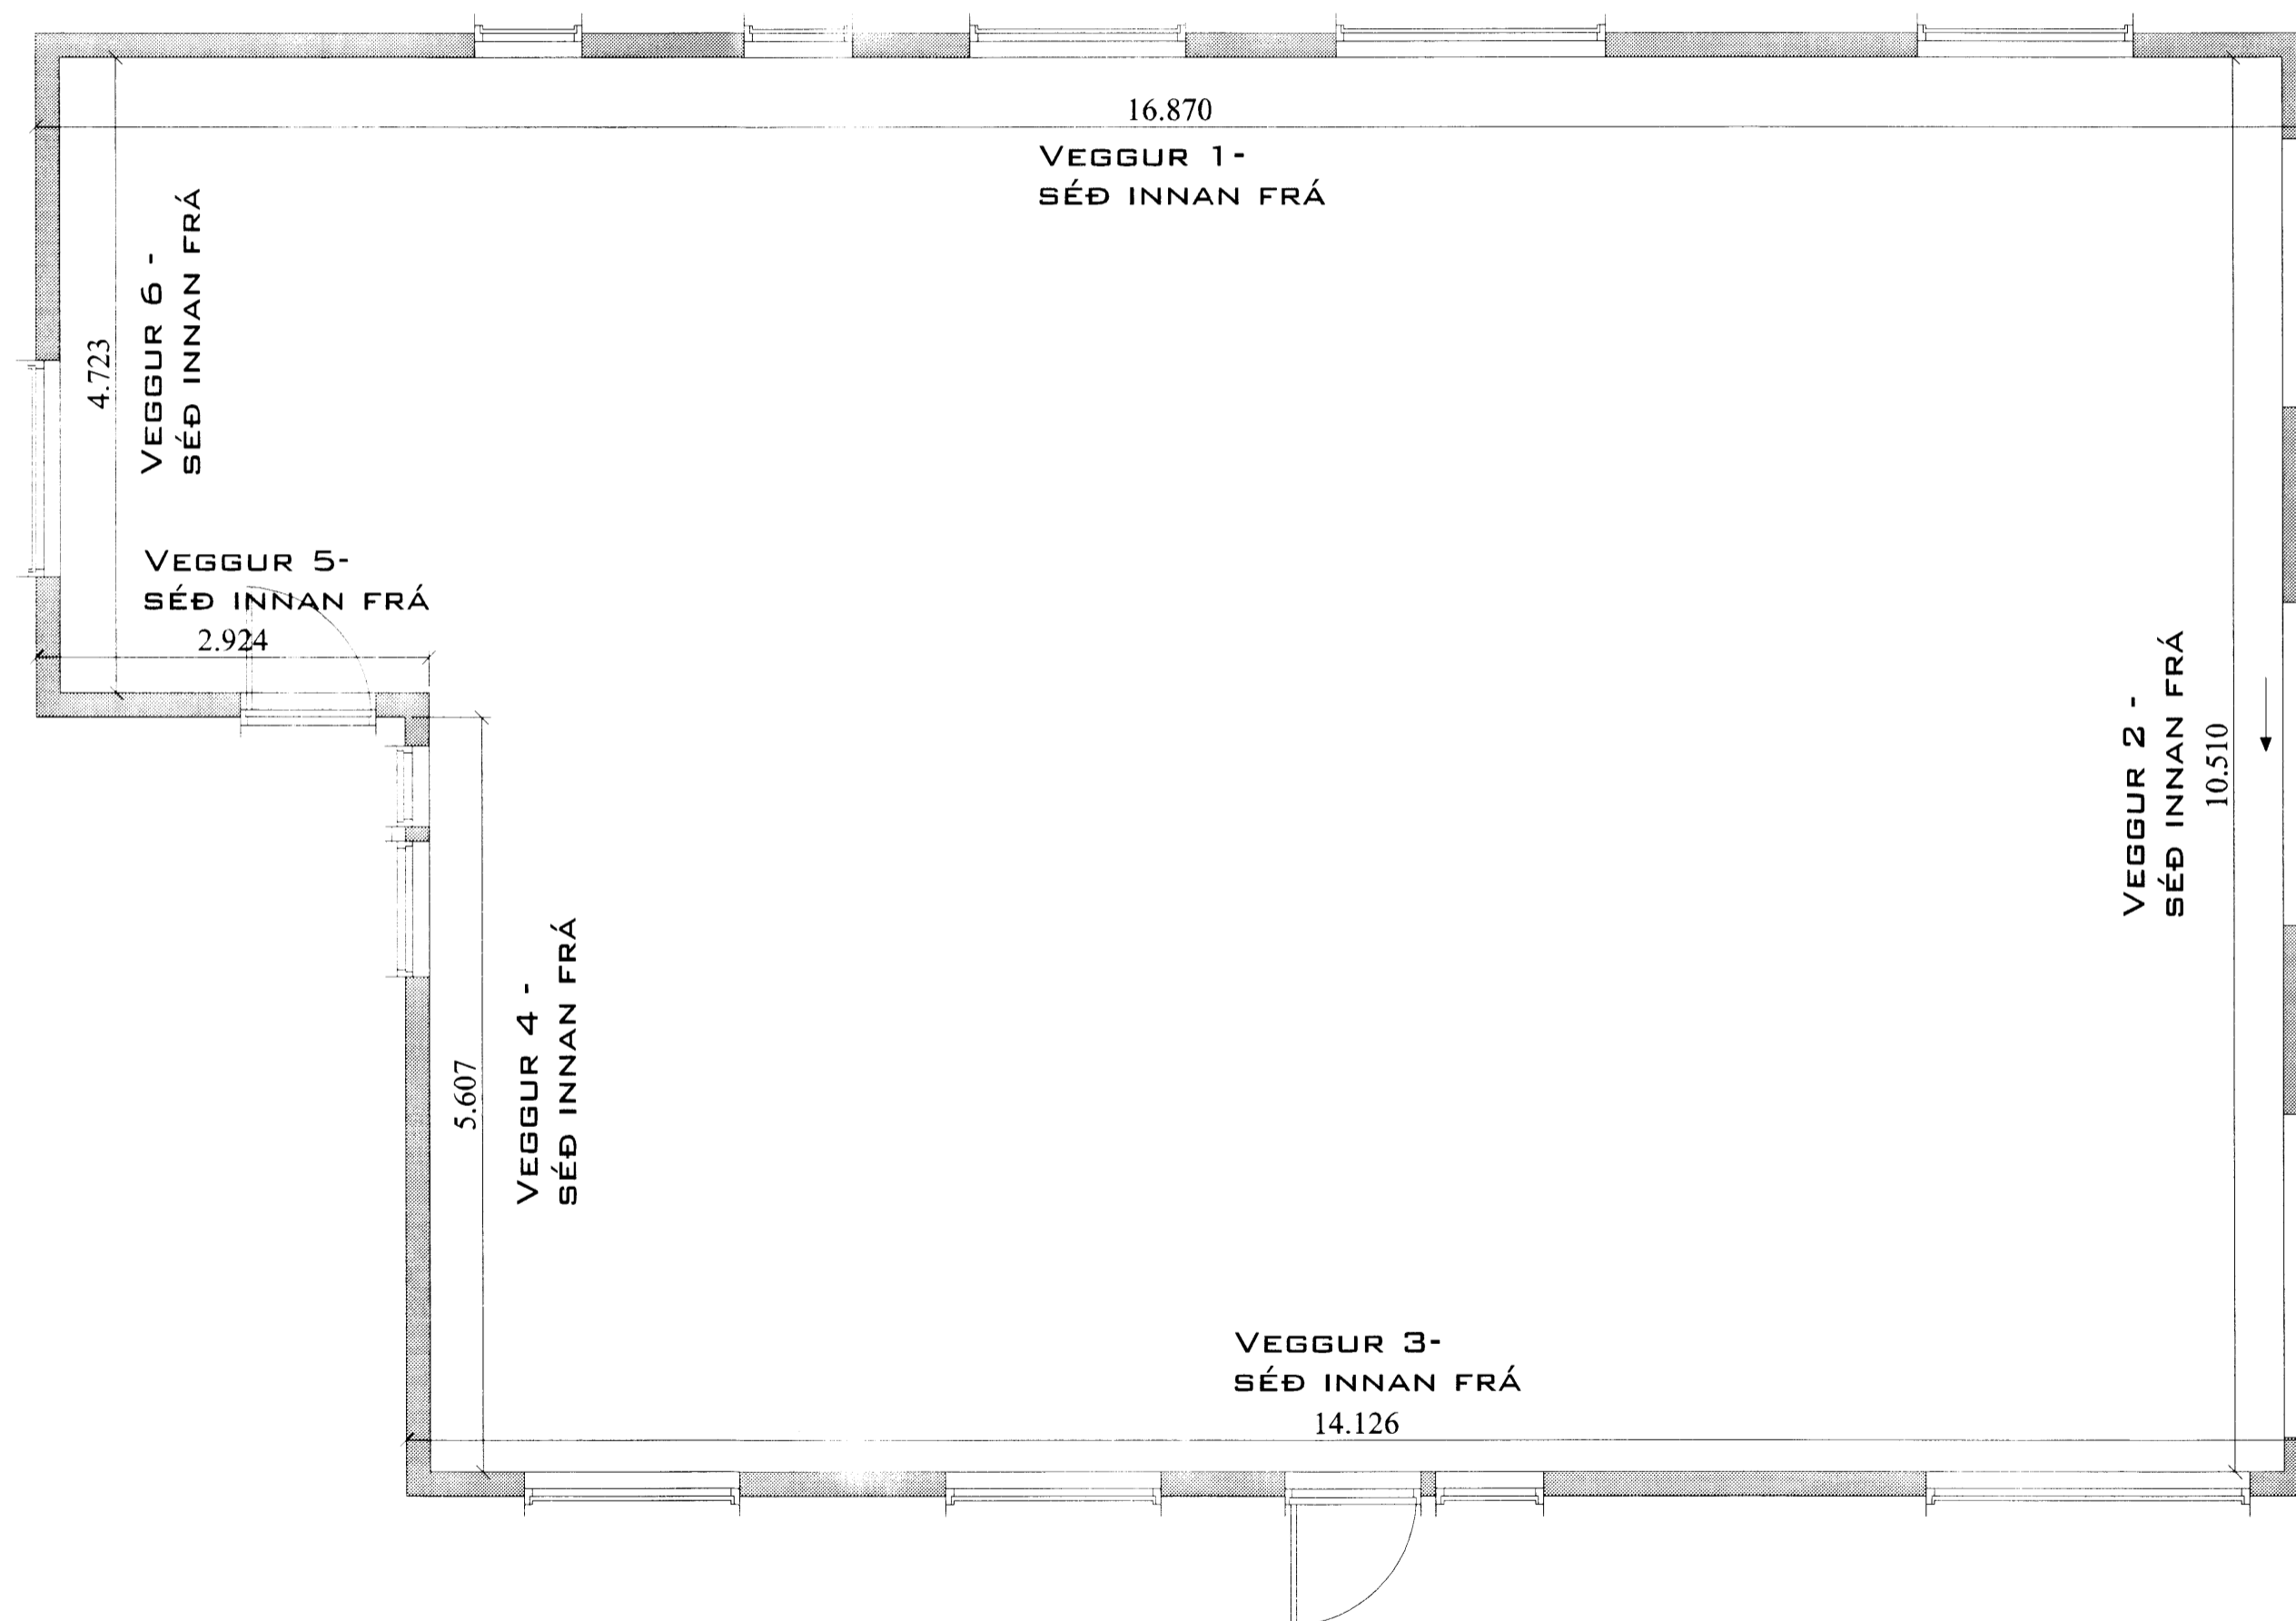 16.870
VEGGUR 1-
SÉÐ INNAN FRÁ
VEGGUR 6 -
SÉÐ INNAN FRÁ
4.723
VEGGUR 5-
SÉÐ INNAN FRÁ
2.924
VEGGUR 2 -
SÉÐ INNAN FRÁ
10.510
VEGGUR 4 -
SÉÐ INNAN FRÁ
5.607
VEGGUR 3-
SÉÐ INNAN FRÁ
14.126